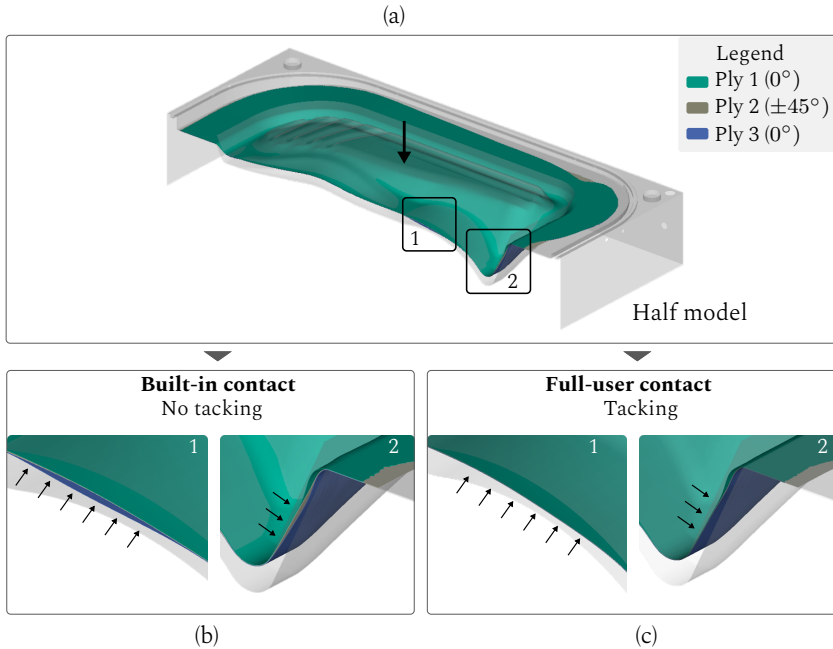 (a)
Legend
Ply 1 (0°)
Ply 2 (±45°)
Ply 3 (0°)
1
2
Half model
Built-in contact
No tacking
1
2
Full-user contact
Tacking
1
2
(b)
(c)